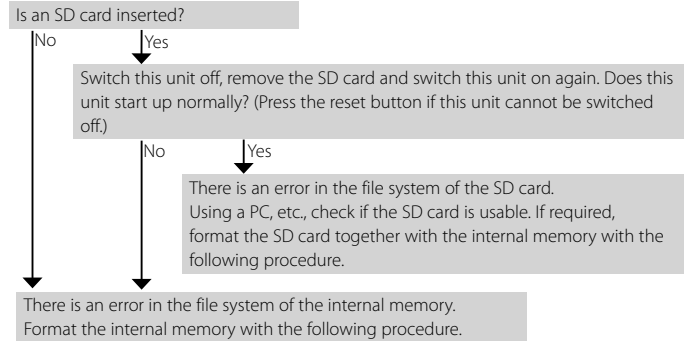 Is an SD card inserted?
No
Yes
Switch this unit off, remove the SD card and switch this unit on again. Does this
unit start up normally? (Press the reset button if this unit cannot be switched
off.)
No
Yes
There is an error in the file system of the SD card.
Using a PC, etc., check if the SD card is usable. If required,
format the SD card together with the internal memory with the
following procedure.
There is an error in the file system of the internal memory.
Format the internal memory with the following procedure.